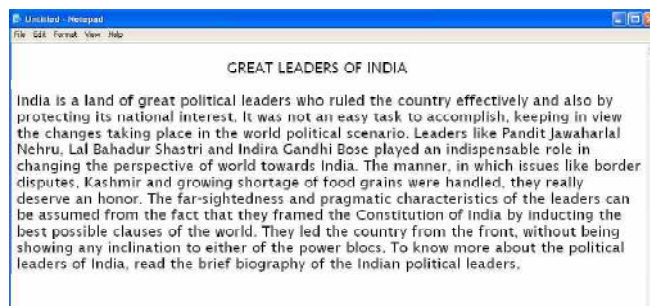 Untitled - Notepad
File Edit Format View Help
GREAT LEADERS OF INDIA
India is a land of great political leaders who ruled the country effectively and also by
protecting its national interest. It was not an easy task to accomplish, keeping in view
the changes taking place in the world political scenario. Leaders like Pandit Jawaharlal
Nehru, Lal Bahadur Shastri and Indira Gandhi Bose played an indispensable role in
changing the perspective of world towards India. The manner, in which issues like border
disputes, Kashmir and growing shortage of food grains were handled, they really
deserve an honor. The far-sightedness and pragmatic characteristics of the leaders can
be assumed from the fact that they framed the Constitution of India by inducting the
best possible clauses of the world. They led the country from the front, without being
showing any inclination to either of the power blocs. To know more about the political
leaders of India, read the brief biography of the Indian political leaders.